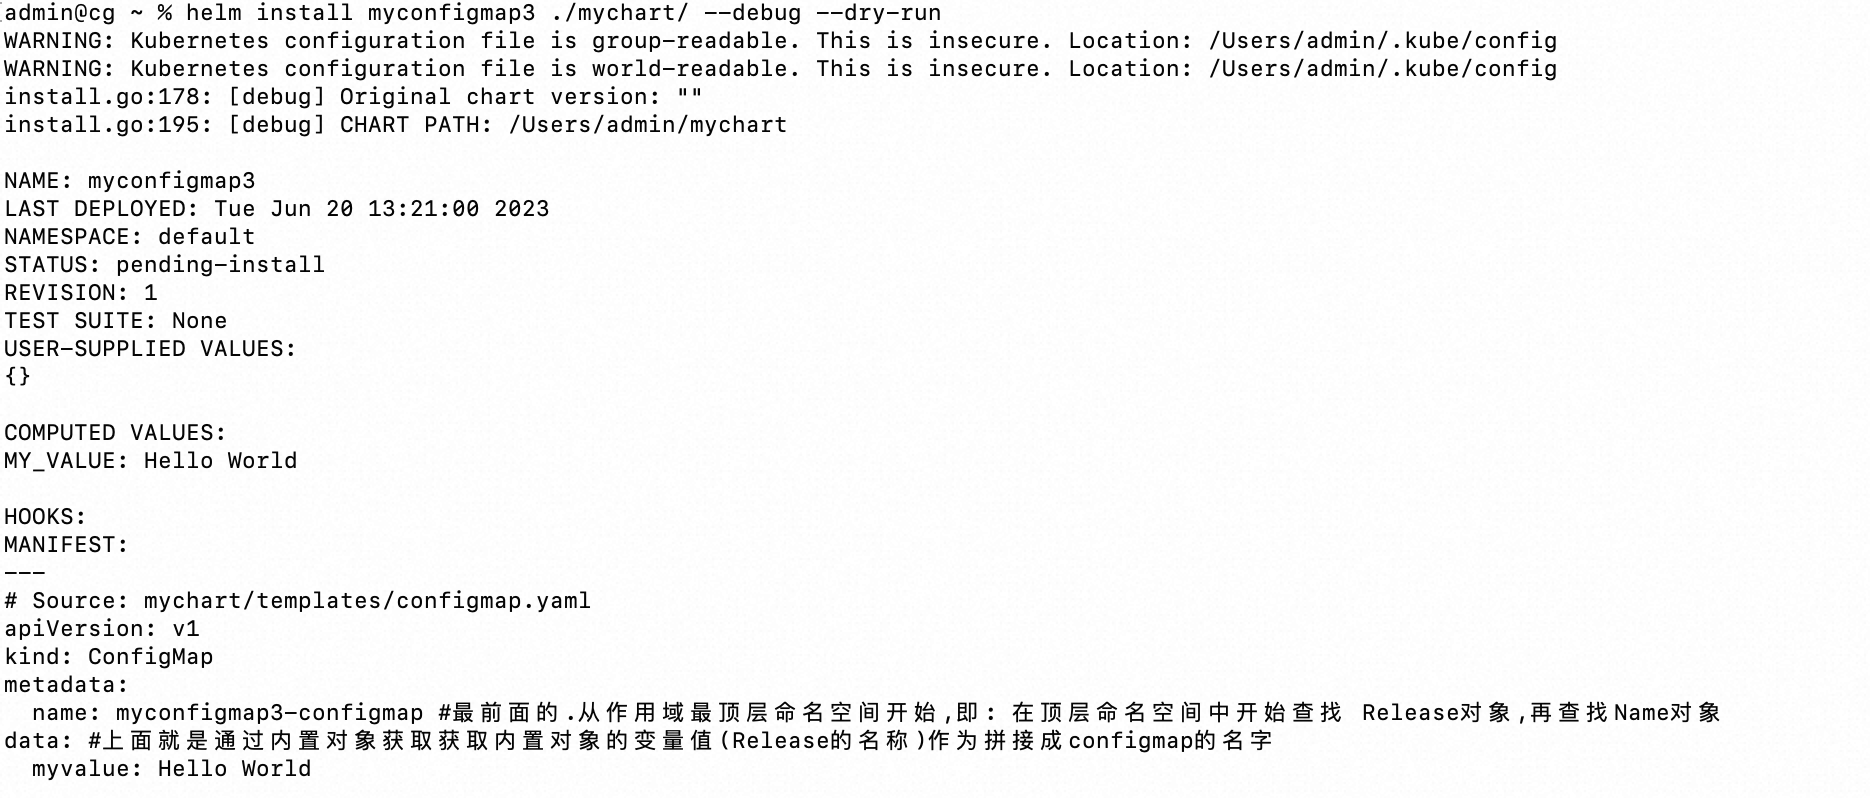 admin@cg ~ % helm install myconfigmap3 ./mychart/ --debug --dry-run
WARNING: Kubernetes configuration file is group-readable. This is insecure. Location: /Users/admin/.kube/config
WARNING: Kubernetes configuration file is world-readable. This is insecure. Location: /Users/admin/.kube/config
install.go:178: [debug] Original chart version: ""
install.go:195: [debug] CHART PATH: /Users/admin/mychart
NAME: myconfigmap3
LAST DEPLOYED: Tue Jun 20 13:21:00 2023
NAMESPACE: default
STATUS: pending-install
REVISION: 1
TEST SUITE: None
USER-SUPPLIED VALUES:
{}
COMPUTED VALUES:
MY_VALUE: Hello World
HOOKS:
MANIFEST:
---
# Source: mychart/templates/configmap.yaml
apiVersion: v1
kind: ConfigMap
metadata:
  name: myconfigmap3-configmap #最前面的.从作用域最顶层命名空间开始,即: 在顶层命名空间中开始查找 Release对象,再查找Name对象
data: #上面就是通过内置对象获取获取内置对象的变量值(Release的名称)作为拼接成configmap的名字
  myvalue: Hello World